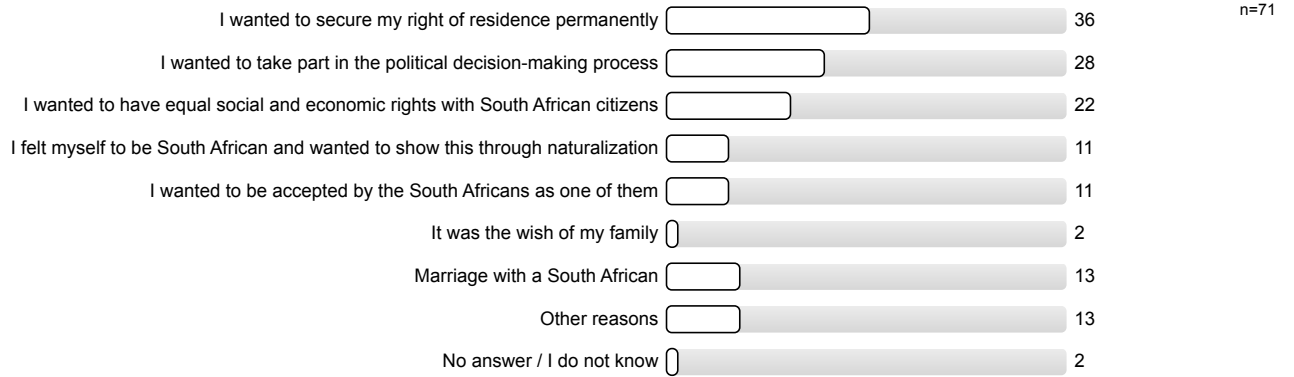 I wanted to secure my right of residence permanently 36 n=71
I wanted to take part in the political decision-making process 28
I wanted to have equal social and economic rights with South African citizens 22
I felt myself to be South African and wanted to show this through naturalization 11
I wanted to be accepted by the South Africans as one of them 11
It was the wish of my family 2
Marriage with a South African 13
Other reasons 13
No answer / I do not know 2